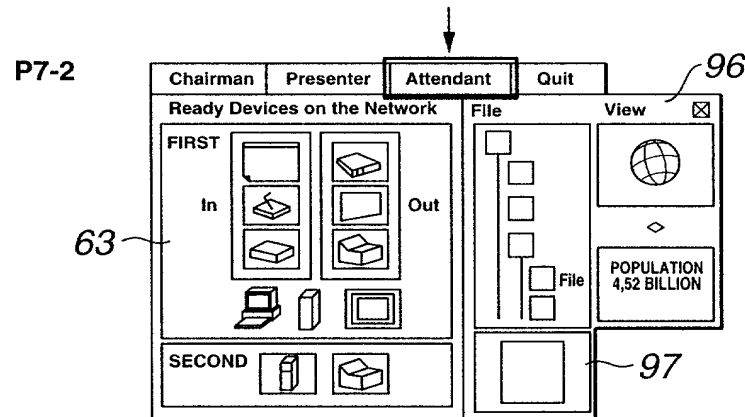 P7-2
Chairman Presenter Attendant Quit
96
Ready Devices on the Network
File View
FIRST
In Out
63
File
POPULATION
4,52 BILLION
SECOND
97